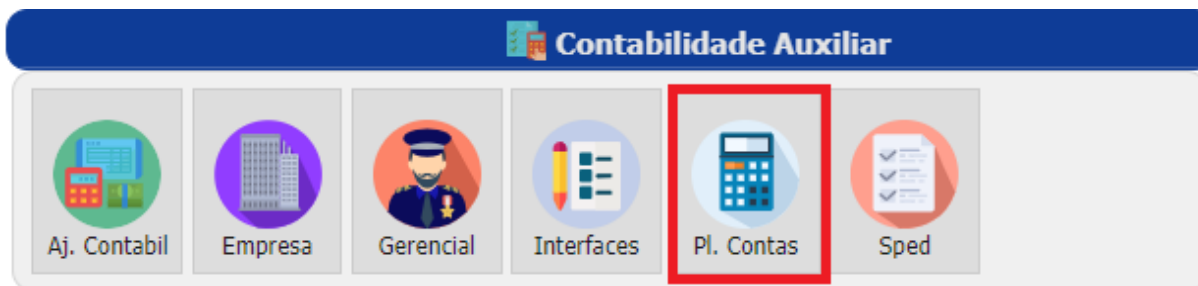 Contabilidade Auxiliar
Aj. Contabil
Empresa
Gerencial
Interfaces
Pl. Contas
Sped